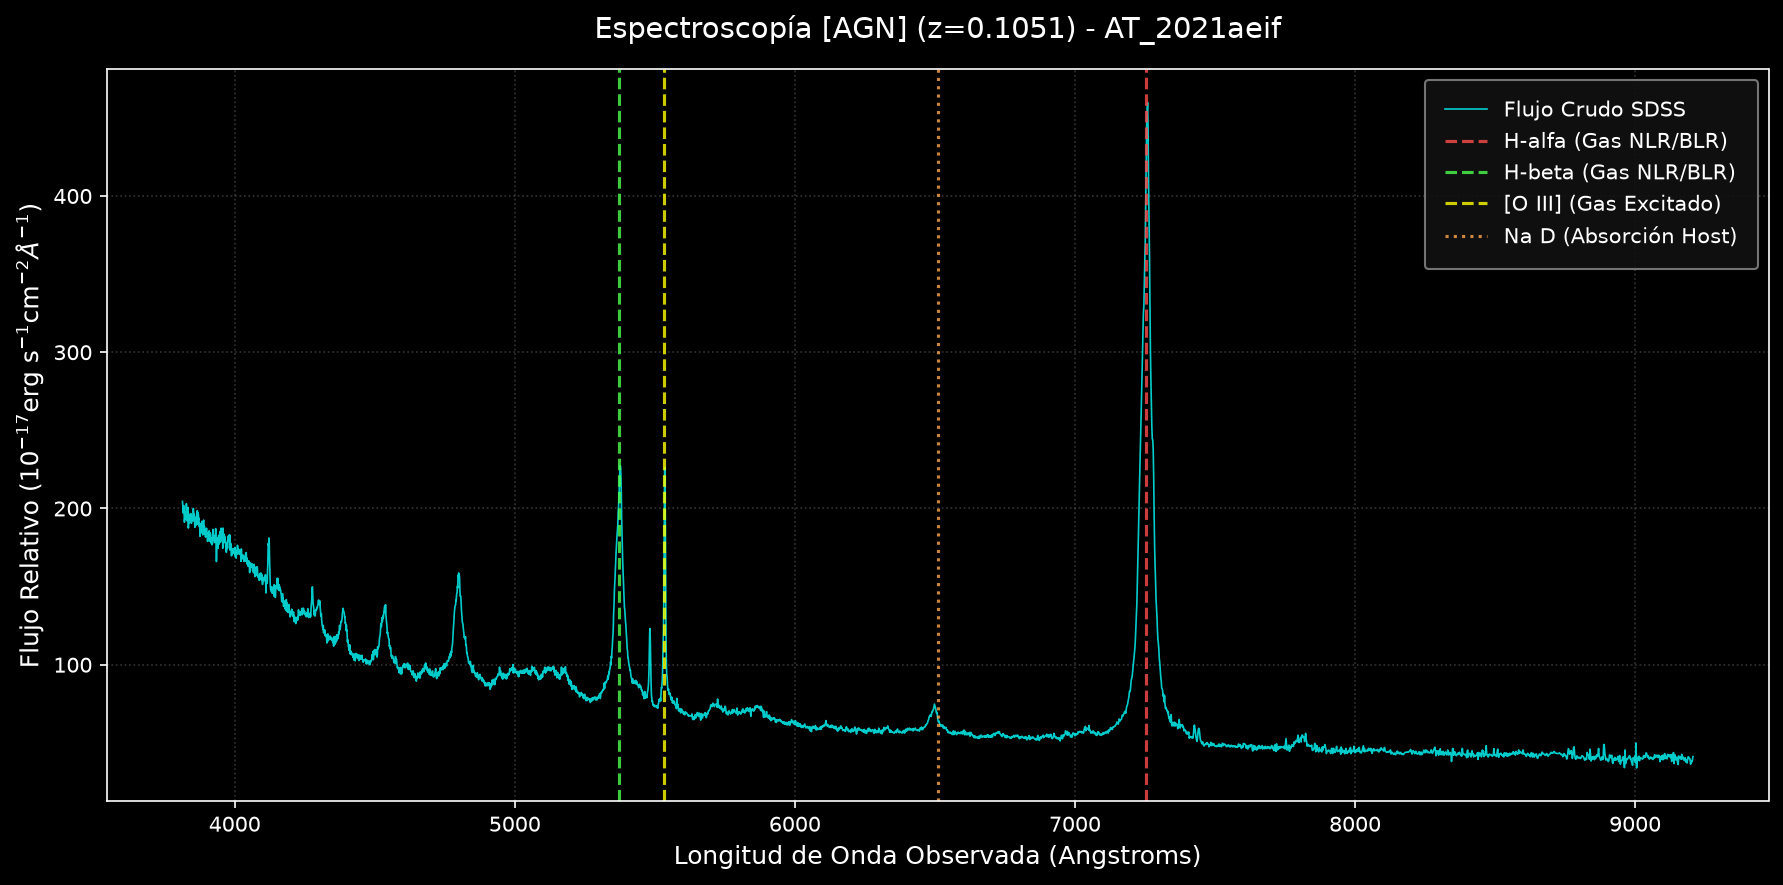 Espectroscopía [AGN] (z=0.1051) - AT_2021aeif
Flujo Crudo SDSS
H-alfa (Gas NLR/BLR)
H-beta (Gas NLR/BLR)
[O III] (Gas Excitado)
Na D (Absorción Host)
Flujo Relativo (10⁻¹⁷erg s⁻¹cm⁻²Å⁻¹)
400
300
200
100
4000 5000 6000 7000 8000 9000
Longitud de Onda Observada (Angstroms)